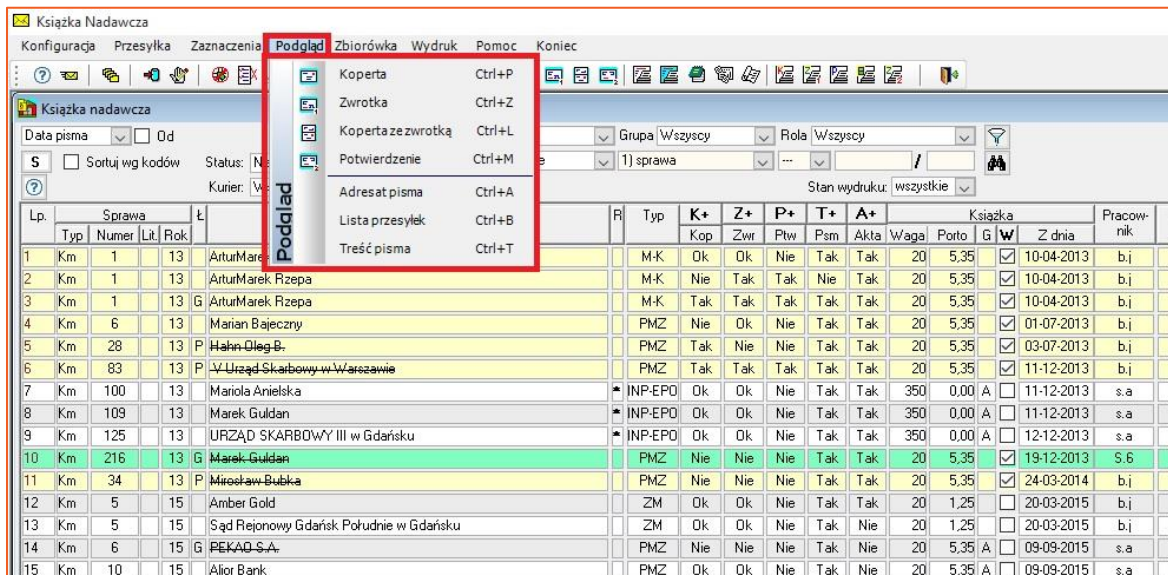 Książka Nadawcza
Konfiguracja Przesyłka Zaznaczenia Podgląd Zbiorówka Wydruk Pomoc Koniec
Koperta Ctrl+P
Zwrotka Ctrl+Z
Koperta ze zwrotką Ctrl+L
Potwierdzenie Ctrl+M
Adresat pisma Ctrl+A
Lista przesyłek Ctrl+B
Treść pisma Ctrl+T
Podgląd
Książka nadawcza
Data pisma Od Grupa Wszyscy Rola Wszyscy
S Sortuj wg kodów Status: 1) sprawa --- /
Kurier: Stan wydruku: wszystkie
Lp. Sprawa Ł R Typ K+ Z+ P+ T+ A+ Książka Pracow-
Typ Numer Lit. Rok Kop Zwr Ptw Psm Akta Waga Porto G W Z dnia nik
1 Km 1 13 M-K Ok Ok Nie Tak Tak 20 5,35 10-04-2013 b.j
2 Km 1 13 ArturMarek Rzepa M-K Nie Tak Tak Nie Tak 20 5,35 10-04-2013 b.j
3 Km 1 13 G ArturMarek Rzepa M-K Tak Tak Nie Tak Tak 20 5,35 10-04-2013 b.j
4 Km 6 13 Marian Bajeczny PMZ Nie Ok Nie Tak Tak 20 5,35 01-07-2013 b.j
5 Km 28 13 P Hahn Oleg B. PMZ Tak Nie Nie Tak Tak 20 5,35 03-07-2013 b.j
6 Km 83 13 P V Urząd Skarbowy w Warszawie PMZ Tak Tak Nie Tak Tak 20 5,35 11-12-2013 b.j
7 Km 100 13 Mariola Anielska * INP-EPO Ok Ok Nie Tak Tak 350 0,00 A 11-12-2013 s.a
8 Km 109 13 Marek Guldan * INP-EPO Ok Ok Nie Tak Tak 350 0,00 A 11-12-2013 s.a
9 Km 125 13 URZĄD SKARBOWY III w Gdańsku * INP-EPO Ok Ok Nie Tak Tak 350 0,00 A 12-12-2013 s.a
10 Km 216 13 G Marek Guldan PMZ Nie Nie Nie Tak Tak 20 5,35 19-12-2013 S.6
11 Km 34 13 P Mirosław Bubka PMZ Nie Nie Nie Tak Tak 20 5,35 24-03-2014 b.j
12 Km 5 15 Amber Gold ZM Ok Ok Nie Tak Tak 20 1,25 20-03-2015 b.j
13 Km 5 15 Sąd Rejonowy Gdańsk Południe w Gdańsku ZM Ok Ok Nie Tak Nie 20 1,25 20-03-2015 b.j
14 Km 6 15 G PEKAO S.A. PMZ Nie Nie Nie Tak Nie 20 5,35 A 09-09-2015 s.a
15 Km 10 15 Alior Bank PMZ Ok Ok Nie Tak Nie 20 5,35 A 09-09-2015 s.a